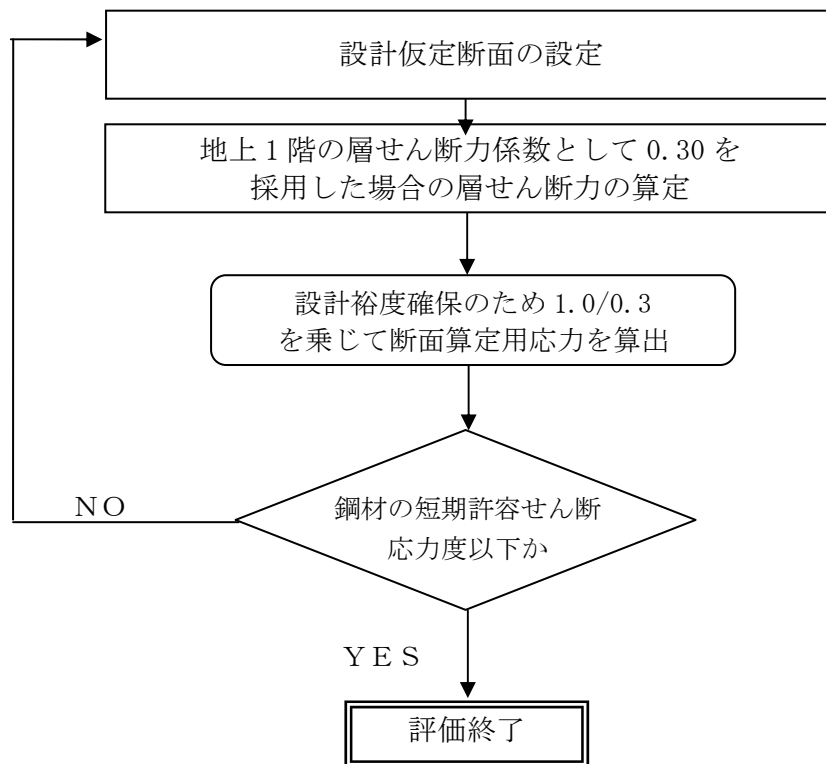 設計仮定断面の設定
地上1階の層せん断力係数として0.30を
採用した場合の層せん断力の算定
設計裕度確保のため1.0/0.3
を乗じて断面算定用応力を算出
鋼材の短期許容せん断
応力度以下か
ＮＯ
ＹＥＳ
評価終了